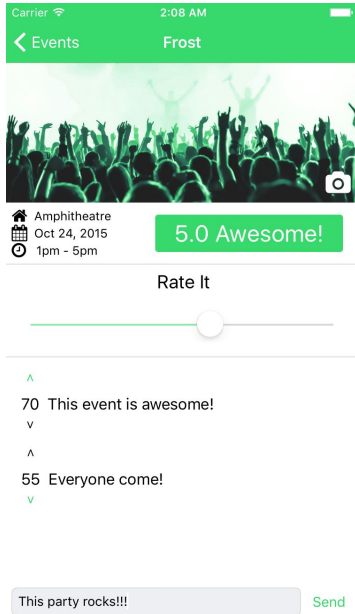 Carrier 2:08 AM
Events Frost
Amphitheatre
Oct 24, 2015
1pm - 5pm
5.0 Awesome!
Rate It
70 This event is awesome!
55 Everyone come!
This party rocks!!! Send